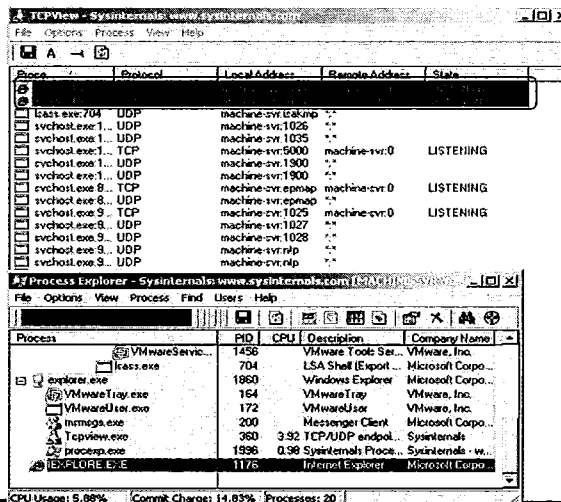 TCPView - Sysinternals: www.sysinternals.com
File Options Process View Help
A
Proce... Protocol Local Address Remote Address State
lsass.exe:704 UDP machine-svr:isakmp *:*
svchost.exe:1... UDP machine-svr:1026 *:*
svchost.exe:1... UDP machine-svr:1035 *:*
svchost.exe:1... TCP machine-svr:5000 machine-svr:0 LISTENING
svchost.exe:1... UDP machine-svr:1900 *:*
svchost.exe:1... UDP machine-svr:1900 *:*
svchost.exe:8... TCP machine-svr:epmap machine-svr:0 LISTENING
svchost.exe:8... UDP machine-svr:epmap *:*
svchost.exe:9... TCP machine-svr:1025 machine-svr:0 LISTENING
svchost.exe:9... UDP machine-svr:1027 *:*
svchost.exe:9... UDP machine-svr:1028 *:*
svchost.exe:9... UDP machine-svr:ntp *:*
svchost.exe:9... UDP machine-svr:ntp *:*
Process Explorer - Sysinternals: www.sysinternals.com
File Options View Process Find Users Help
Process PID CPU Description Company Name
VMwareServic... 1456 VMware Tools Ser... VMware, Inc.
lsass.exe 704 LSA Shell (Export ... Microsoft Corpo...
explorer.exe 1860 Windows Explorer Microsoft Corpo...
VMwareTray.exe 164 VMwareTray VMware, Inc.
VMwareUser.exe 172 VMwareUser VMware, Inc.
msmsgs.exe 200 Messenger Client Microsoft Corpo...
Tcpview.exe 360 3.92 TCP/UDP endpoi... Sysinternals
procexp.exe 1996 0.98 Sysinternals Proce... Sysinternals - w...
IEXPLORE.EXE 1176 Internet Explorer Microsoft Corpo...
CPU Usage: 5.88% Commit Charge: 14.83% Processes: 20